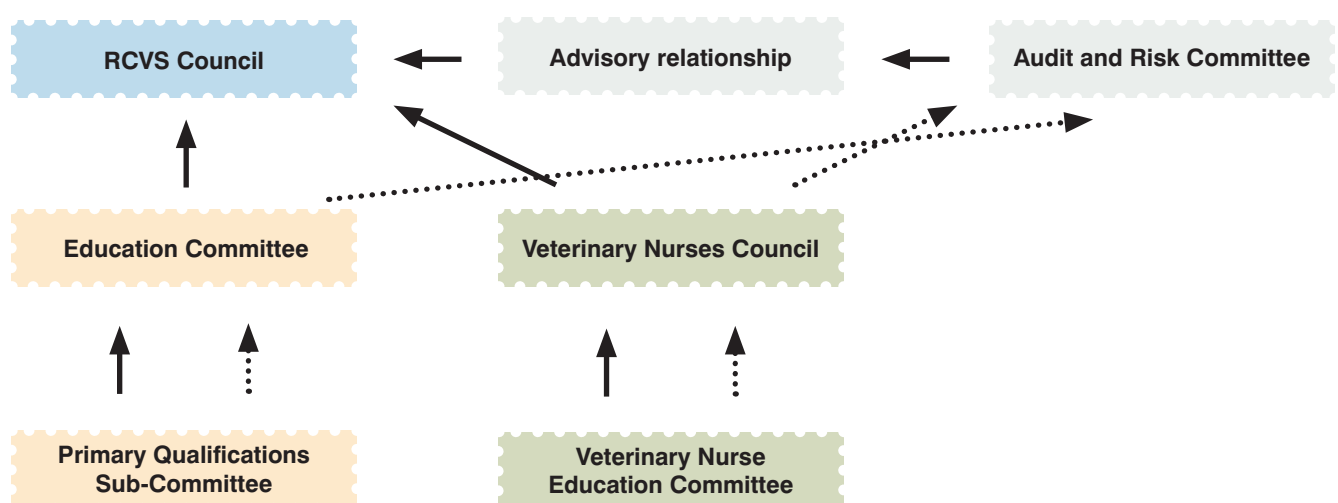 RCVS Council
Advisory relationship
Audit and Risk Committee
Education Committee
Veterinary Nurses Council
Primary Qualifications
Sub-Committee
Veterinary Nurse
Education Committee